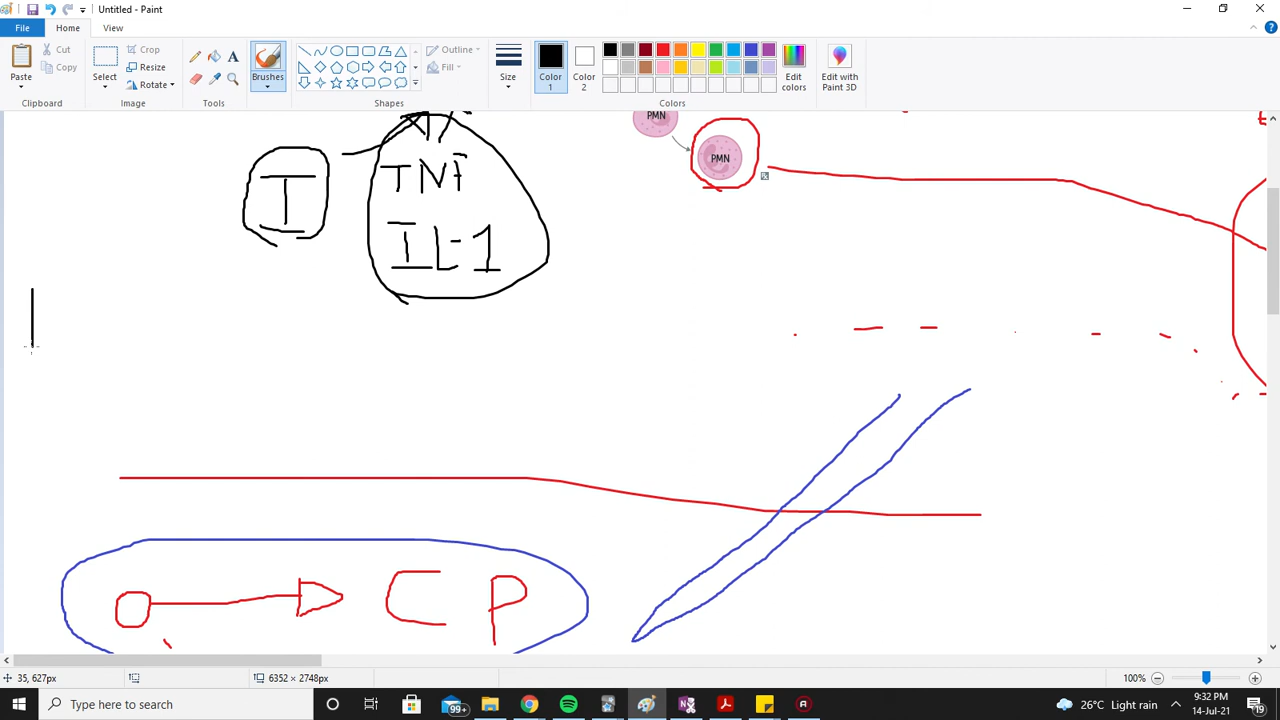 Untitled - Paint
File
Home
View
Paste
Cut
Copy
Clipboard
Select
Crop
Resize
Rotate
Image
A
Tools
Brushes
Outline
Fill
Shapes
Size
Color 1
Color 2
Edit colors
Edit with Paint 3D
Colors
PMN
PMN
I
TNF
IL-1
CP
35, 627px
6352 × 2748px
100%
Type here to search
99+
26°C Light rain
9:32 PM
14-Jul-21
19